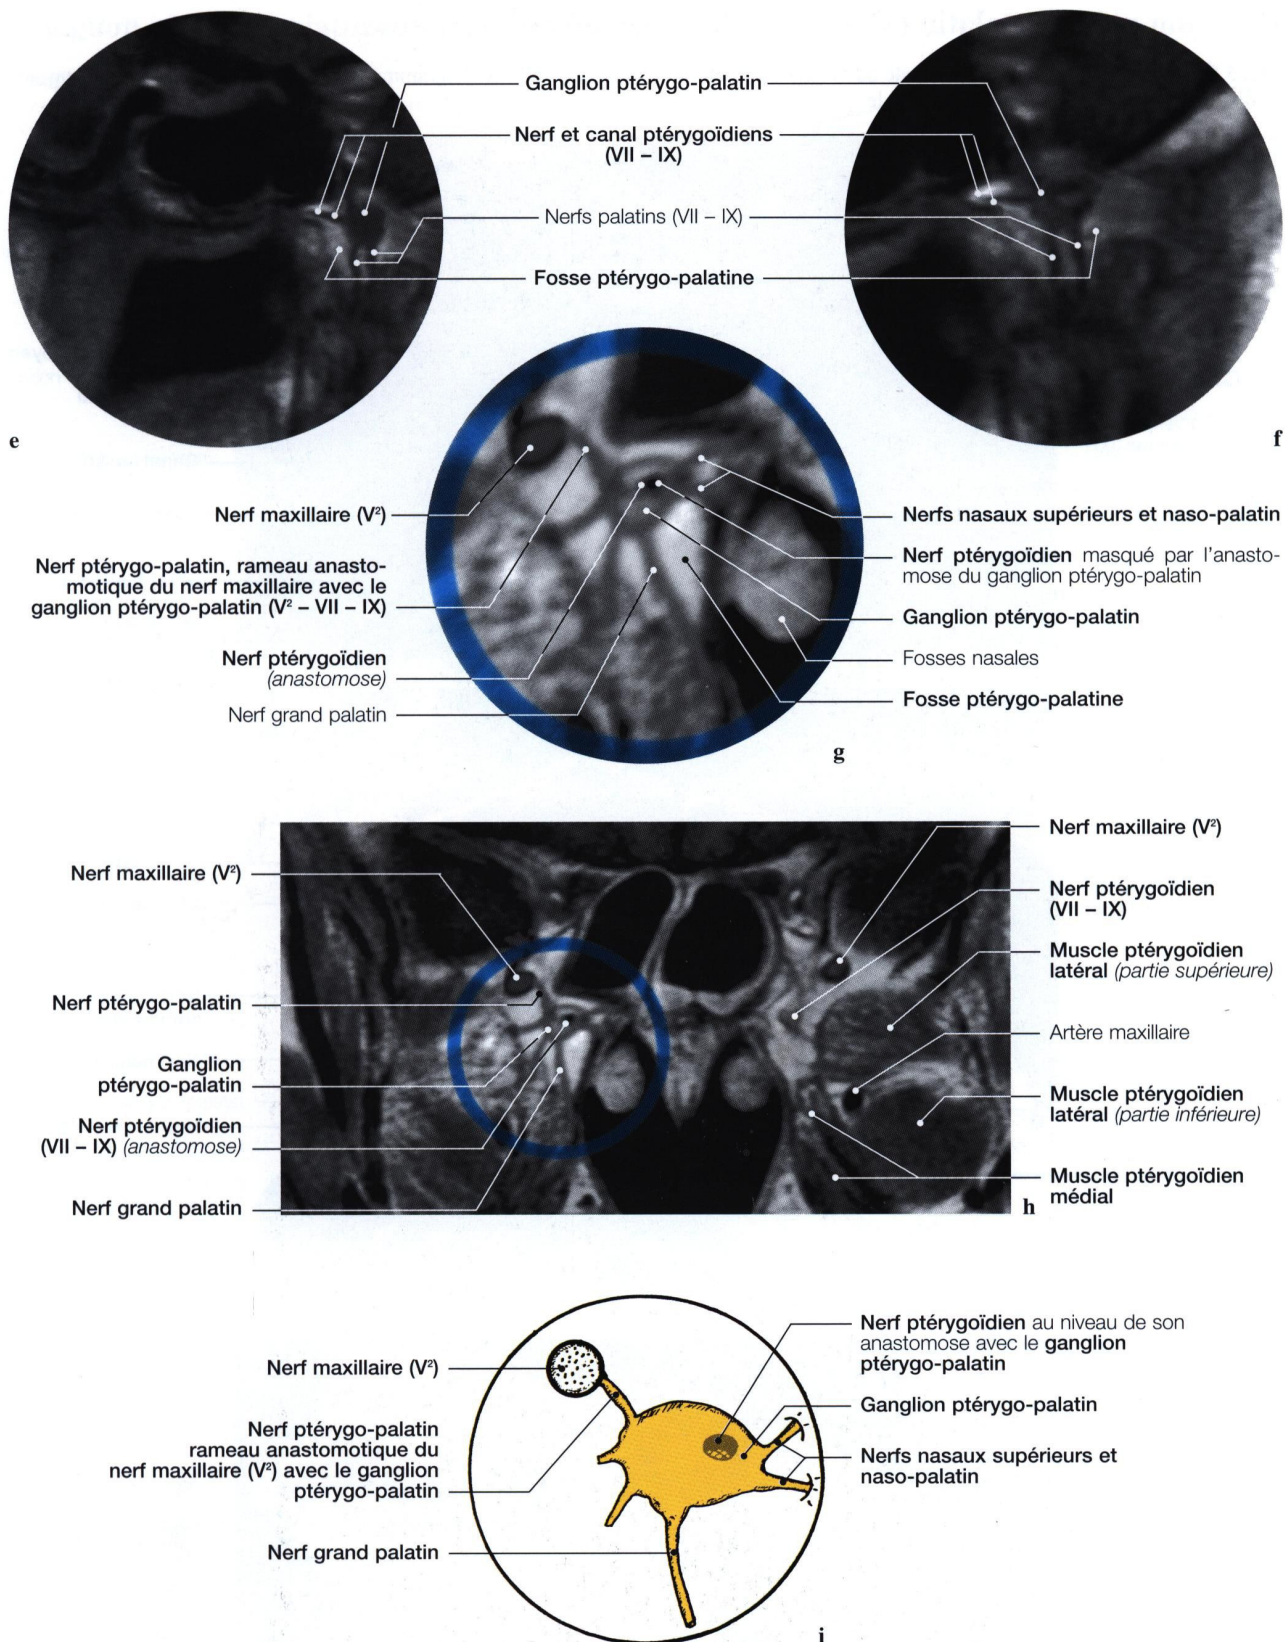 Ganglion ptérygo-palatin
Nerf et canal ptérygoïdiens
(VII – IX)
Nerfs palatins (VII – IX)
Fosse ptérygo-palatine
e
f
Nerf maxillaire (V²)
Nerf ptérygo-palatin, rameau anasto-
motique du nerf maxillaire avec le
ganglion ptérygo-palatin (V² – VII – IX)
Nerf ptérygoïdien
(anastomose)
Nerf grand palatin
Nerfs nasaux supérieurs et naso-palatin
Nerf ptérygoïdien masqué par l'anasto-
mose du ganglion ptérygo-palatin
Ganglion ptérygo-palatin
Fosses nasales
Fosse ptérygo-palatine
g
Nerf maxillaire (V²)
Nerf ptérygo-palatin
Ganglion
ptérygo-palatin
Nerf ptérygoïdien
(VII – IX) (anastomose)
Nerf grand palatin
Nerf maxillaire (V²)
Nerf ptérygoïdien
(VII – IX)
Muscle ptérygoïdien
latéral (partie supérieure)
Artère maxillaire
Muscle ptérygoïdien
latéral (partie inférieure)
Muscle ptérygoïdien
médial
h
Nerf maxillaire (V²)
Nerf ptérygo-palatin
rameau anastomotique du
nerf maxillaire (V²) avec le ganglion
ptérygo-palatin
Nerf grand palatin
Nerf ptérygoïdien au niveau de son
anastomose avec le ganglion
ptérygo-palatin
Ganglion ptérygo-palatin
Nerfs nasaux supérieurs et
naso-palatin
i